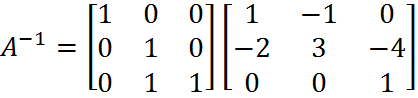 A⁻¹ = [1 0 0; 0 1 0; 0 1 1] [1 −1 0; −2 3 −4; 0 0 1]